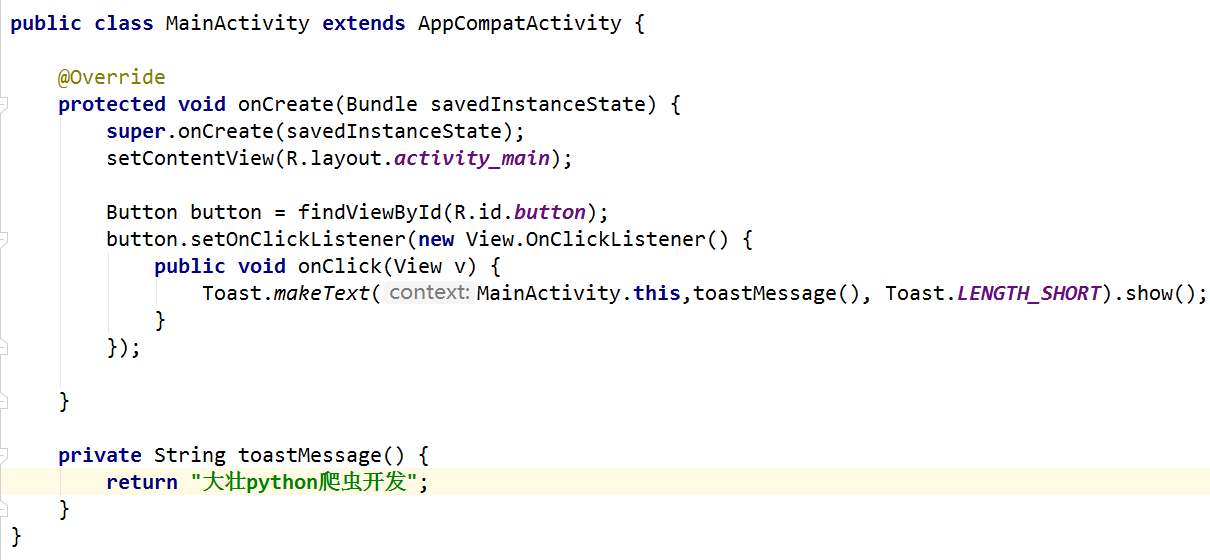 public class MainActivity extends AppCompatActivity {
@Override
protected void onCreate(Bundle savedInstanceState) {
super.onCreate(savedInstanceState);
setContentView(R.layout.activity_main);
Button button = findViewById(R.id.button);
button.setOnClickListener(new View.OnClickListener() {
public void onClick(View v) {
Toast.makeText( context: MainActivity.this,toastMessage(), Toast.LENGTH_SHORT).show();
}
});
}
private String toastMessage() {
return "大壮python爬虫开发";
}
}